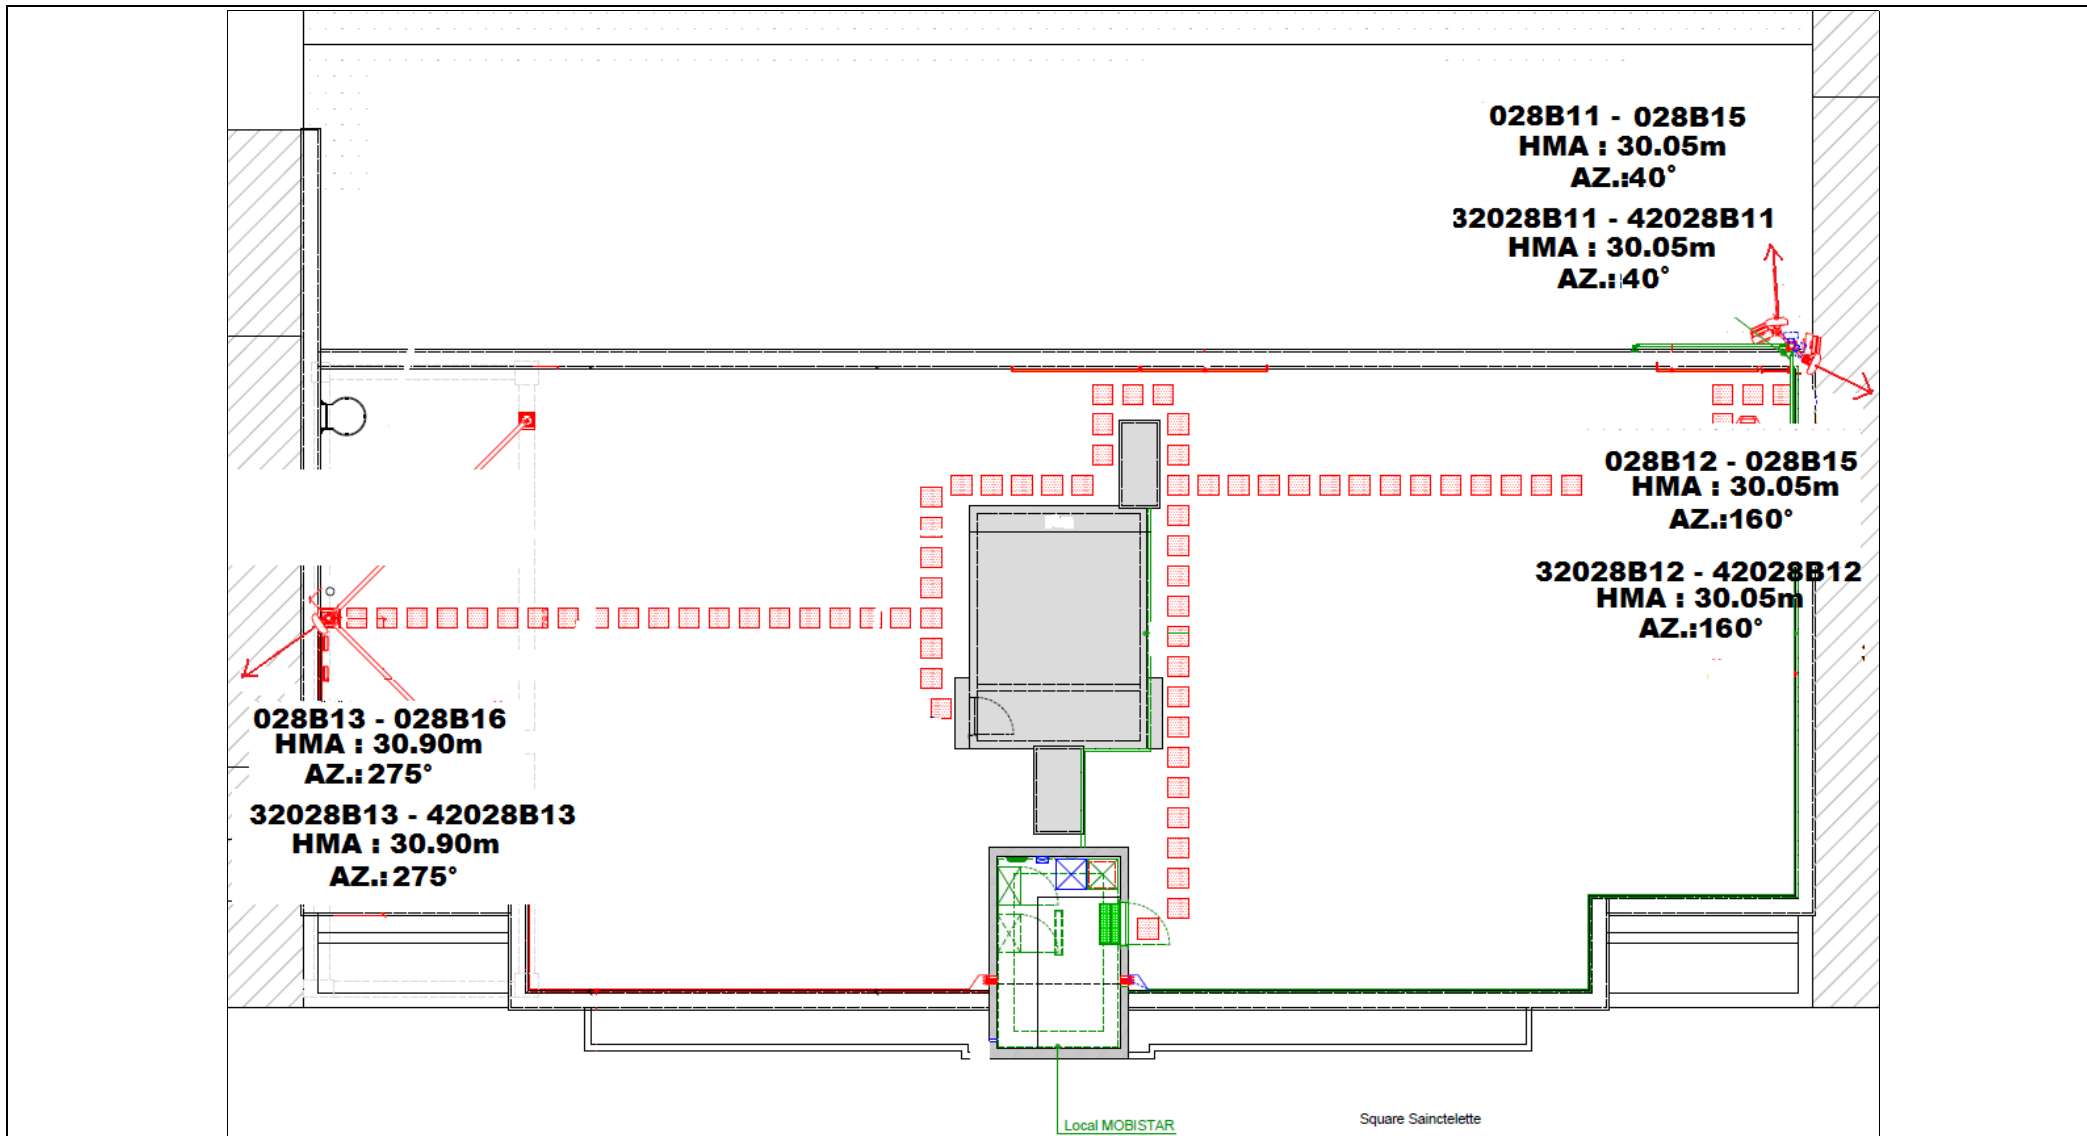 028B11 - 028B15
HMA : 30.05m
AZ.:40°
32028B11 - 42028B11
HMA : 30.05m
AZ.:40°
028B12 - 028B15
HMA : 30.05m
AZ.:160°
32028B12 - 42028B12
HMA : 30.05m
AZ.:160°
028B13 - 028B16
HMA : 30.90m
AZ.:275°
32028B13 - 42028B13
HMA : 30.90m
AZ.:275°
Local MOBISTAR
Square Sainctelette